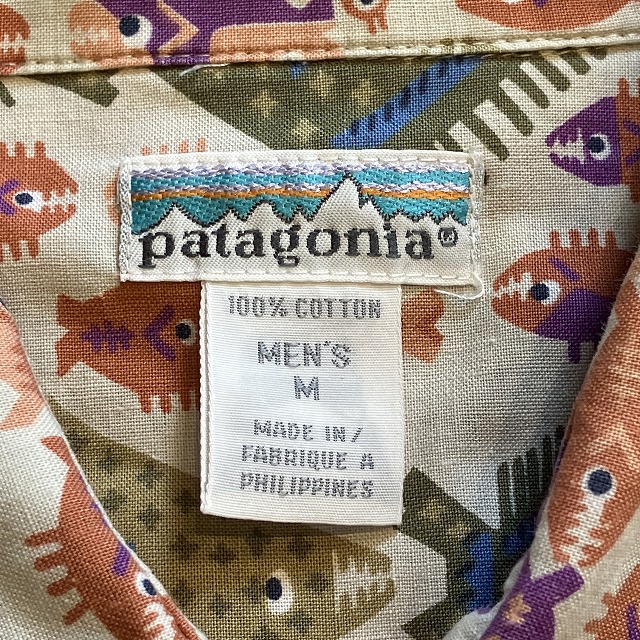 patagonia®
100% COTTON
MEN'S
M
MADE IN/
FABRIQUE A
PHILIPPINES